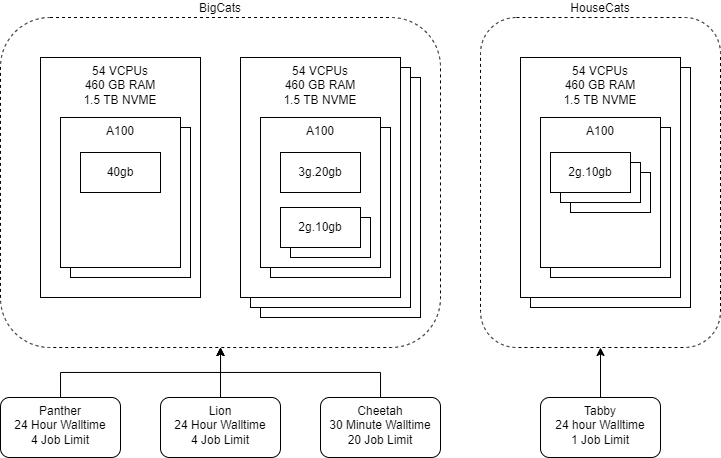 BigCats
HouseCats
54 VCPUs
460 GB RAM
1.5 TB NVME
A100
40gb
54 VCPUs
460 GB RAM
1.5 TB NVME
A100
3g.20gb
2g.10gb
54 VCPUs
460 GB RAM
1.5 TB NVME
A100
2g.10gb
Panther
24 Hour Walltime
4 Job Limit
Lion
24 Hour Walltime
4 Job Limit
Cheetah
30 Minute Walltime
20 Job Limit
Tabby
24 hour Walltime
1 Job Limit